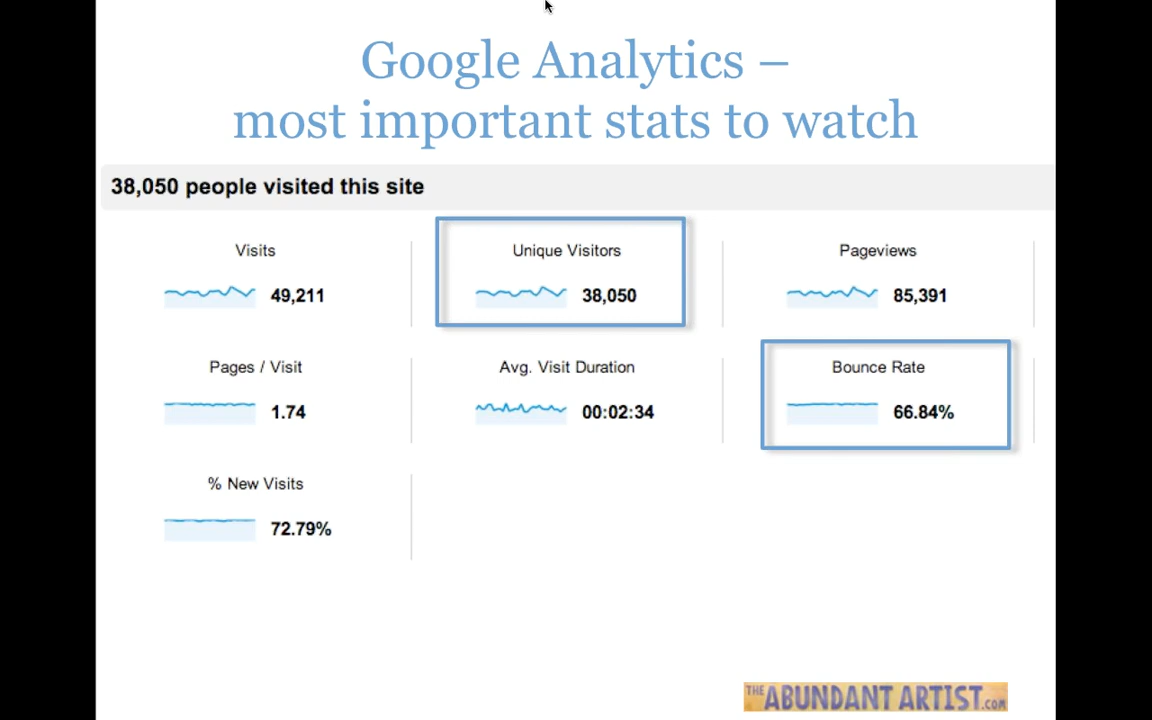 Google Analytics –
most important stats to watch
38,050 people visited this site
Visits
49,211
Unique Visitors
38,050
Pageviews
85,391
Pages / Visit
1.74
Avg. Visit Duration
00:02:34
Bounce Rate
66.84%
% New Visits
72.79%
THE ABUNDANT ARTIST.COM